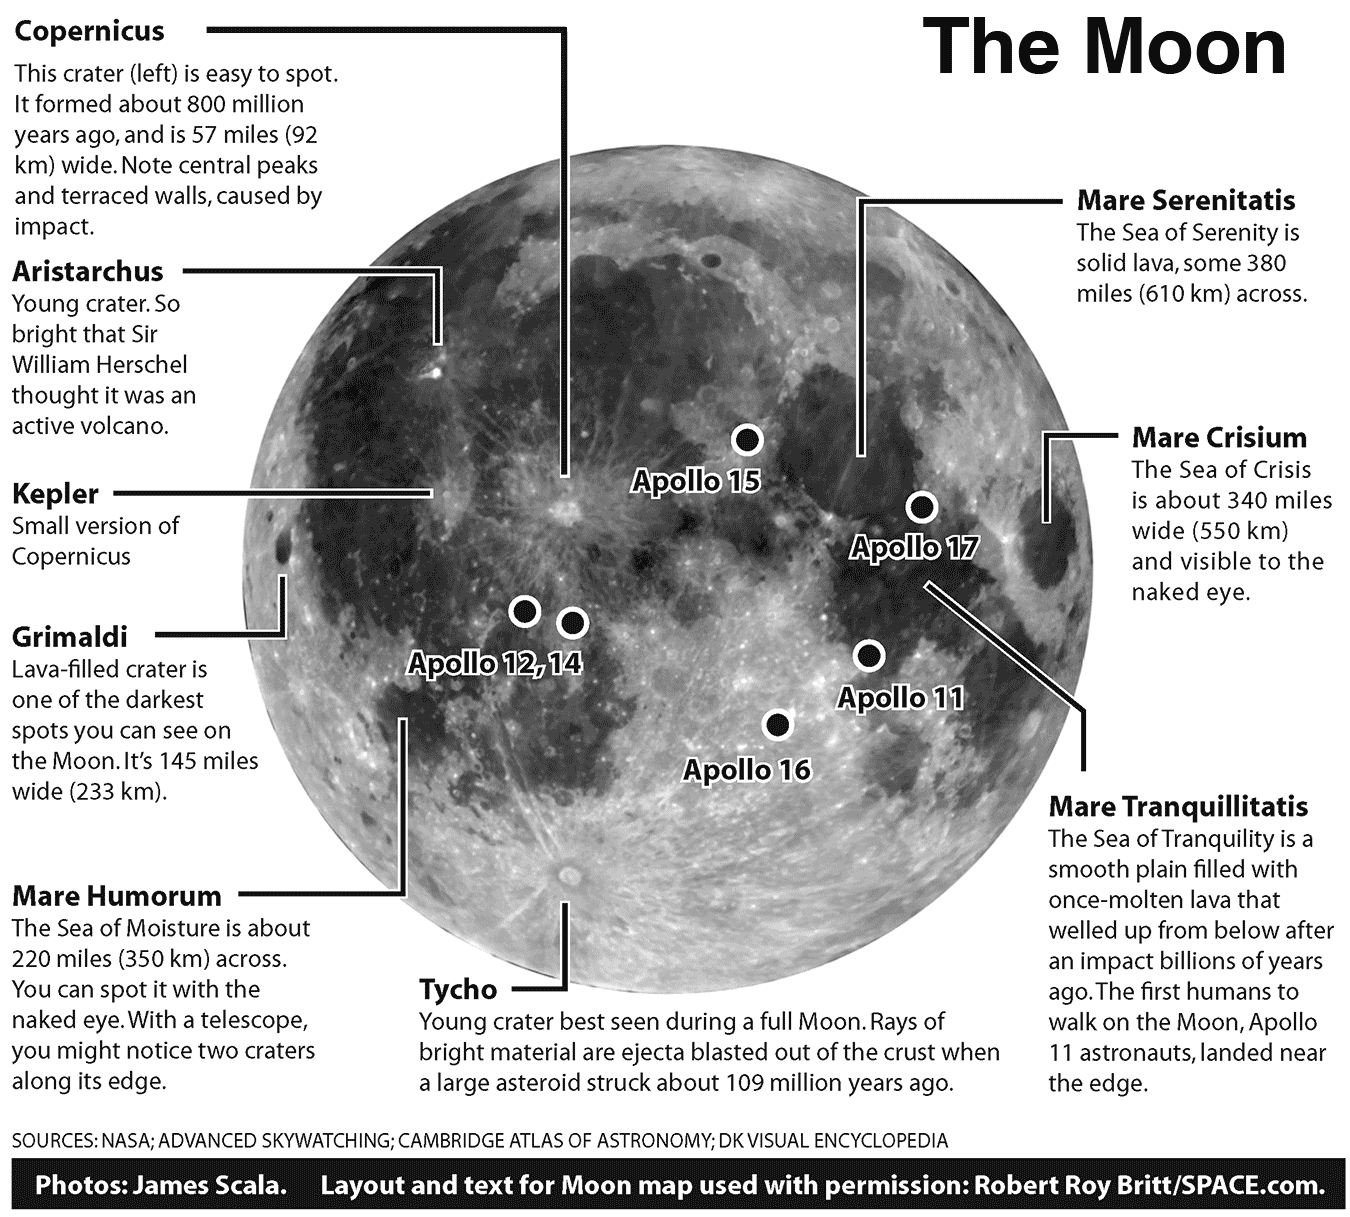 The Moon
Copernicus
This crater (left) is easy to spot.
It formed about 800 million
years ago, and is 57 miles (92
km) wide. Note central peaks
and terraced walls, caused by
impact.
Aristarchus
Young crater. So
bright that Sir
William Herschel
thought it was an
active volcano.
Kepler
Small version of
Copernicus
Grimaldi
Lava-filled crater is
one of the darkest
spots you can see on
the Moon. It's 145 miles
wide (233 km).
Mare Humorum
The Sea of Moisture is about
220 miles (350 km) across.
You can spot it with the
naked eye. With a telescope,
you might notice two craters
along its edge.
Tycho
Young crater best seen during a full Moon. Rays of
bright material are ejecta blasted out of the crust when
a large asteroid struck about 109 million years ago.
Apollo 15
Apollo 17
Apollo 12, 14
Apollo 11
Apollo 16
Mare Serenitatis
The Sea of Serenity is
solid lava, some 380
miles (610 km) across.
Mare Crisium
The Sea of Crisis
is about 340 miles
wide (550 km)
and visible to the
naked eye.
Mare Tranquillitatis
The Sea of Tranquility is a
smooth plain filled with
once-molten lava that
welled up from below after
an impact billions of years
ago. The first humans to
walk on the Moon, Apollo
11 astronauts, landed near
the edge.
SOURCES: NASA; ADVANCED SKYWATCHING; CAMBRIDGE ATLAS OF ASTRONOMY; DK VISUAL ENCYCLOPEDIA
Photos: James Scala. Layout and text for Moon map used with permission: Robert Roy Britt/SPACE.com.